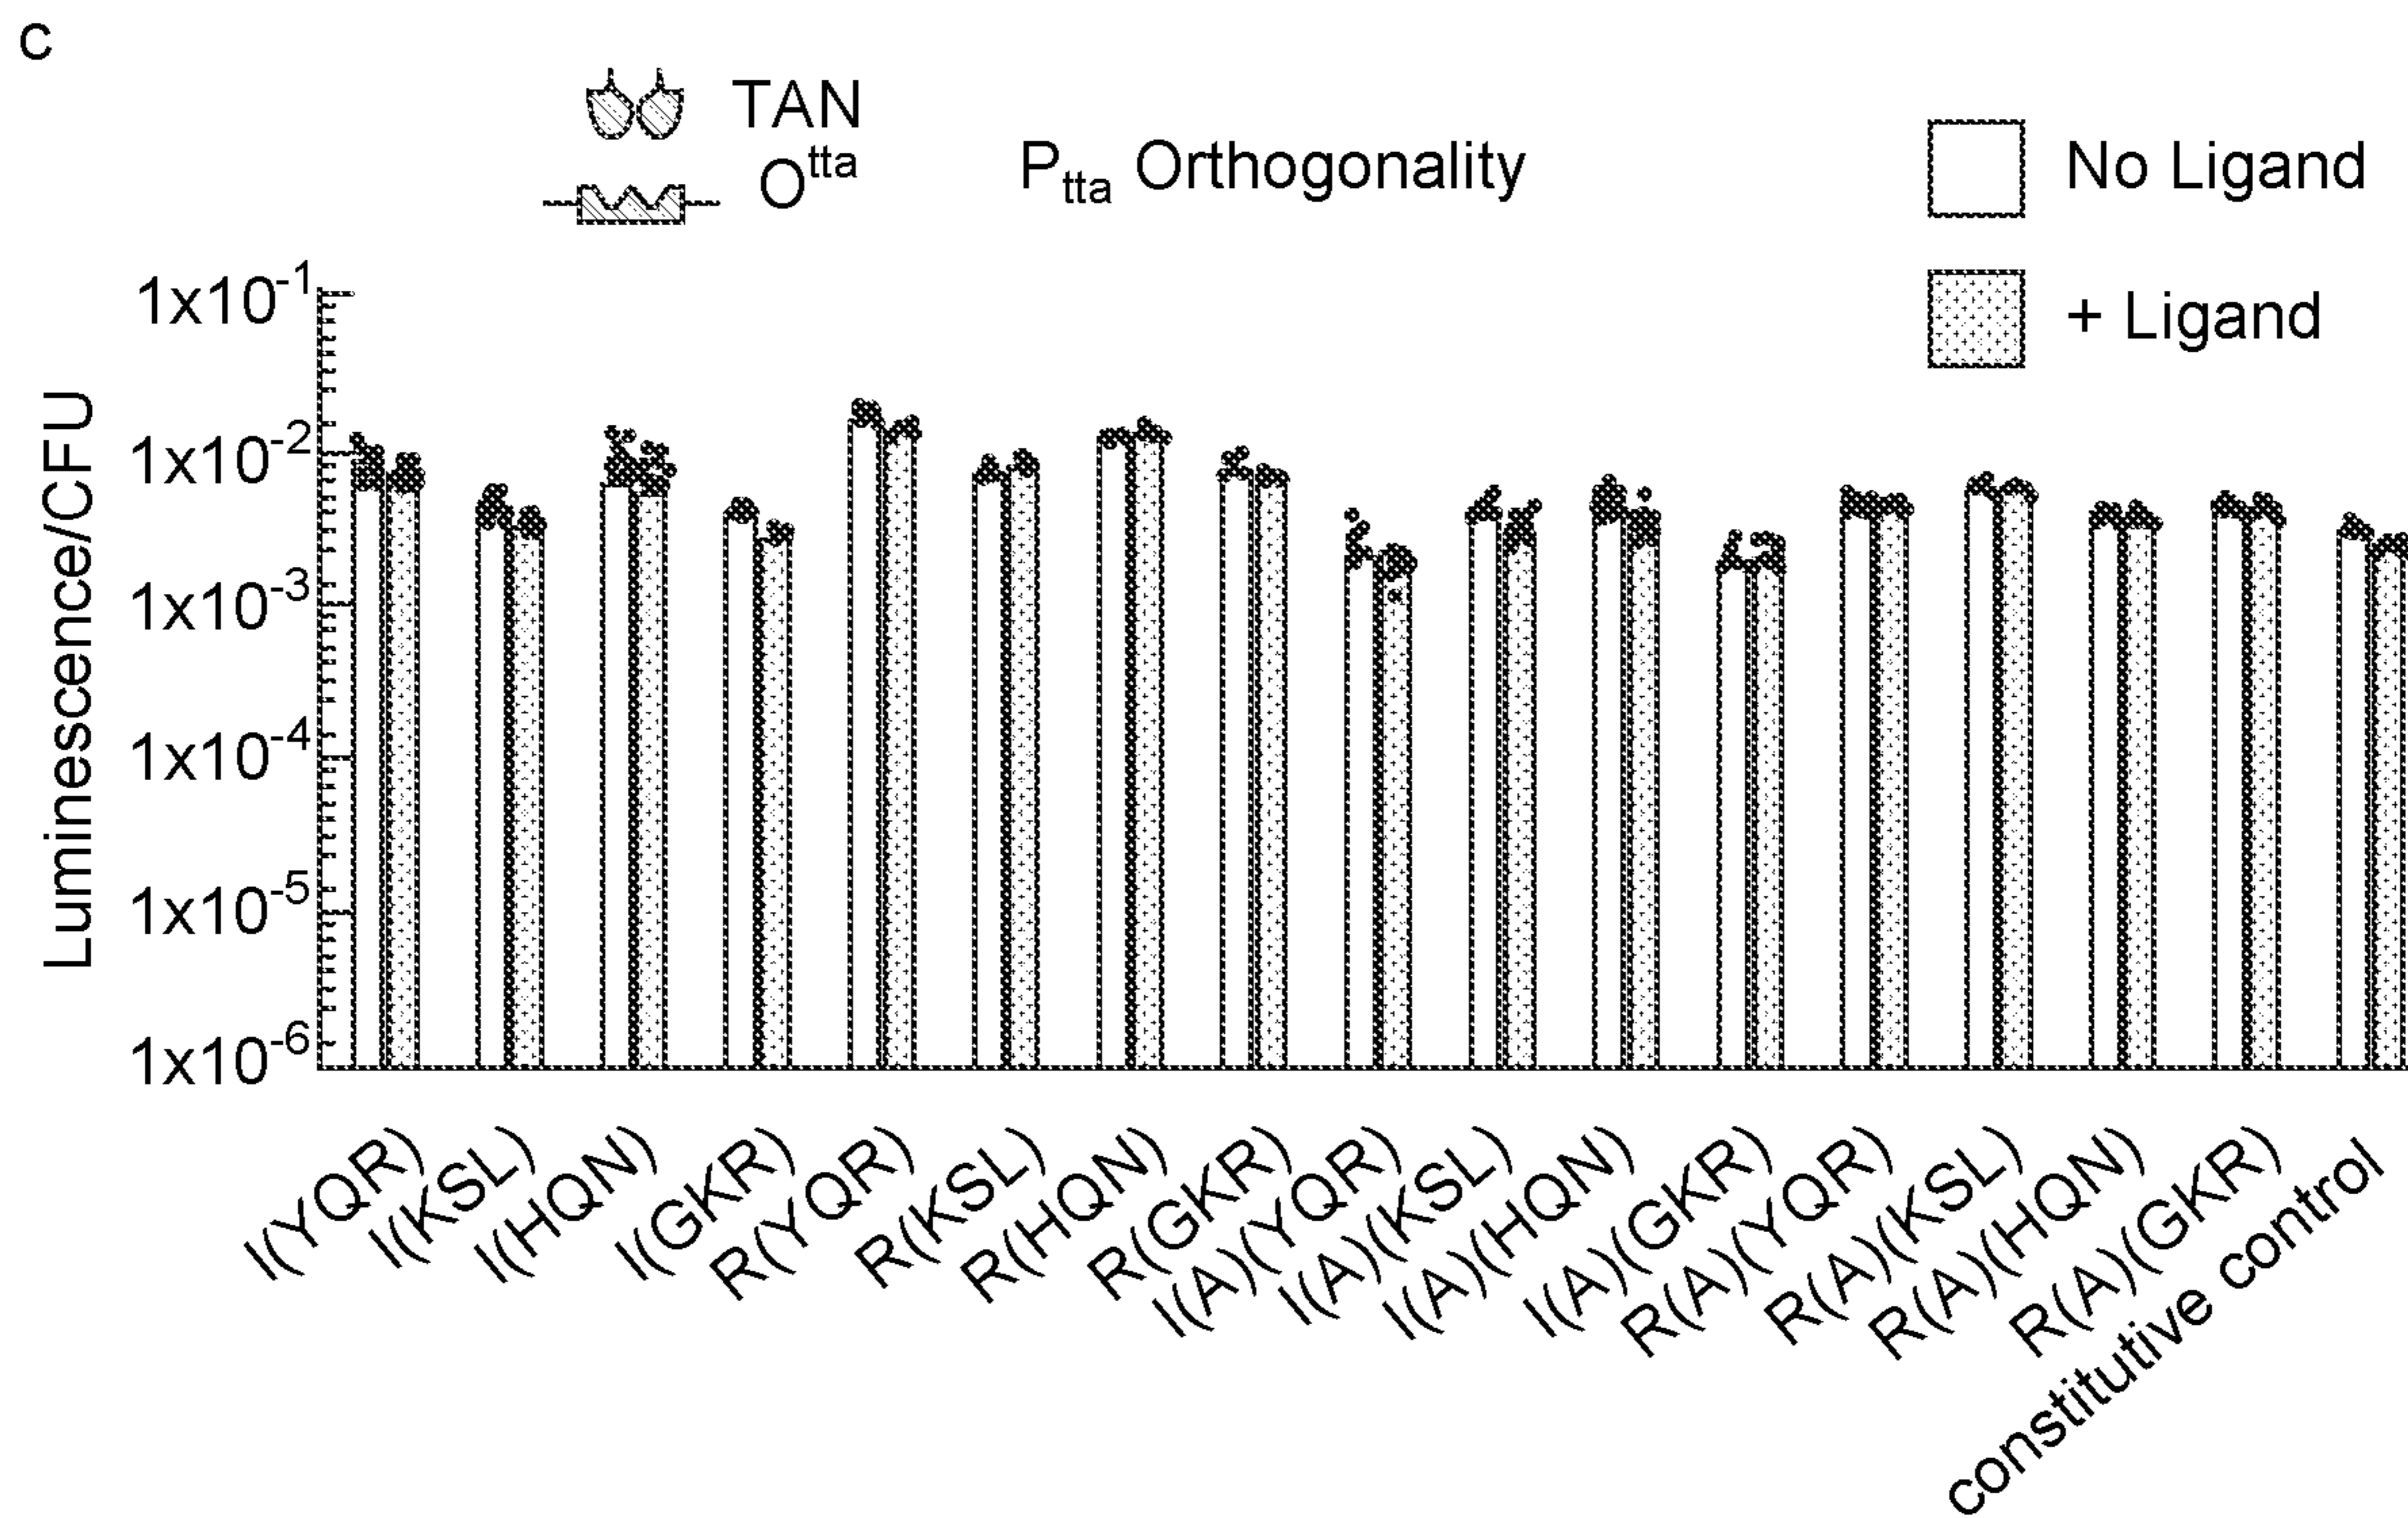 c
TAN
O^tta
P_tta Orthogonality
No Ligand
+ Ligand
Luminescence/CFU
1x10^-1
1x10^-2
1x10^-3
1x10^-4
1x10^-5
1x10^-6
I(YQR)
I(KSL)
I(HQN)
I(GKR)
R(YQR)
R(KSL)
R(HQN)
R(GKR)
I(A)(YQR)
I(A)(KSL)
I(A)(HQN)
I(A)(GKR)
R(A)(YQR)
R(A)(KSL)
R(A)(HQN)
R(A)(GKR)
constitutive control